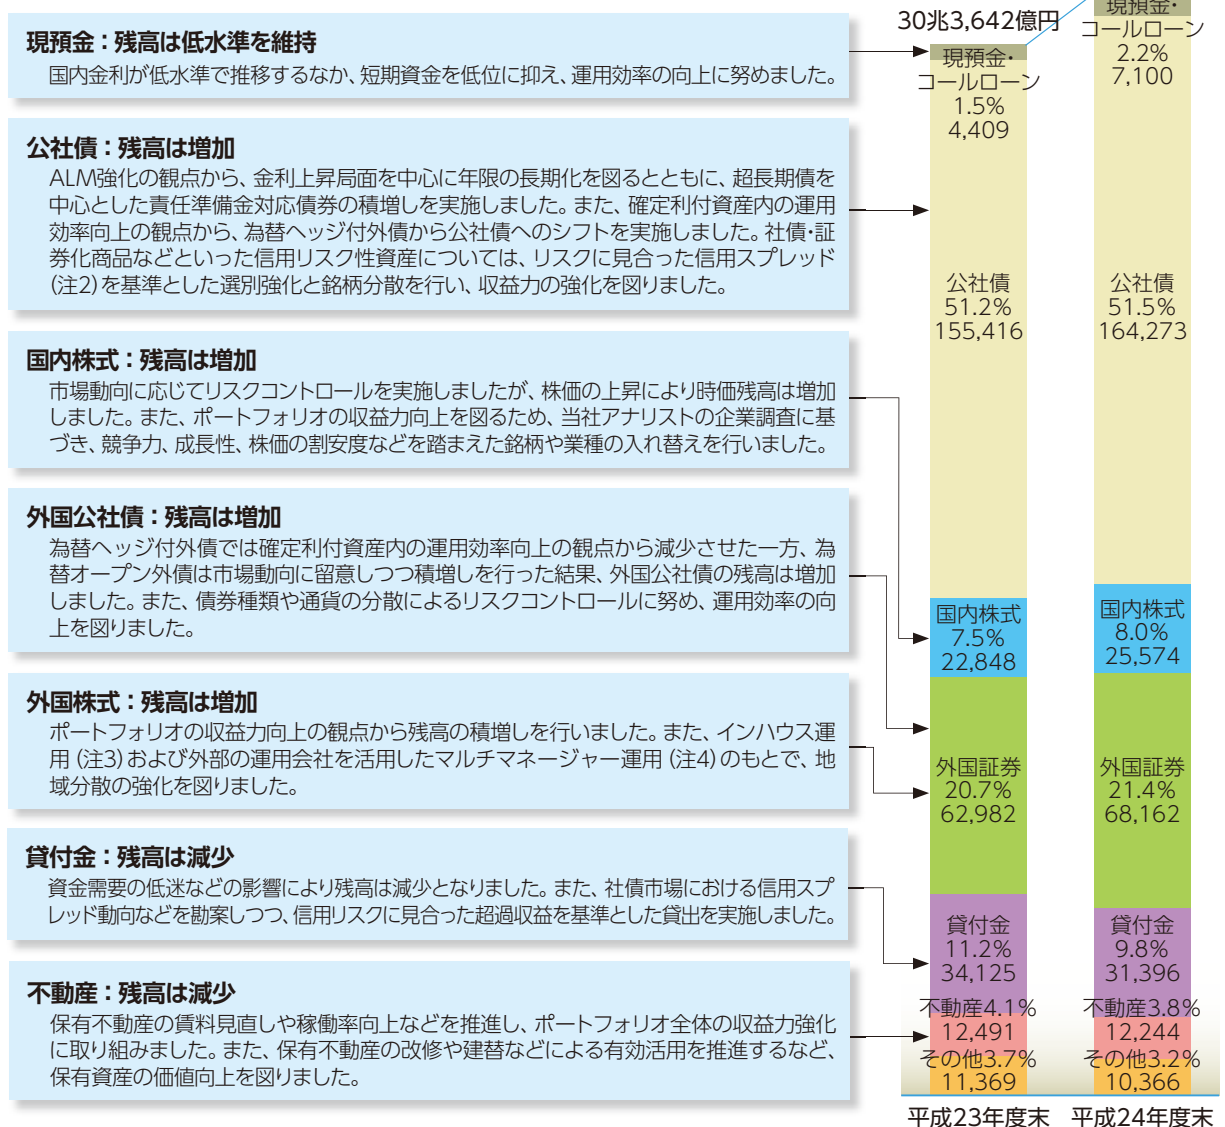 現預金：残高は低水準を維持
国内金利が低水準で推移するなか、短期資金を低位に抑え、運用効率の向上に努めました。
公社債：残高は増加
ALM強化の観点から、金利上昇局面を中心に年限の長期化を図るとともに、超長期債を
中心とした責任準備金対応債券の積増しを実施しました。また、確定利付資産内の運用
効率向上の観点から、為替ヘッジ付外債から公社債へのシフトを実施しました。社債・証
券化商品などといった信用リスク性資産については、リスクに見合った信用スプレッド
（注2）を基準とした選別強化と銘柄分散を行い、収益力の強化を図りました。
国内株式：残高は増加
市場動向に応じてリスクコントロールを実施しましたが、株価の上昇により時価残高は増加
しました。また、ポートフォリオの収益力向上を図るため、当社アナリストの企業調査に基
づき、競争力、成長性、株価の割安度などを踏まえた銘柄や業種の入れ替えを行いました。
外国公社債：残高は増加
為替ヘッジ付外債では確定利付資産内の運用効率向上の観点から減少させた一方、為
替オープン外債は市場動向に留意しつつ積増しを行った結果、外国公社債の残高は増加
しました。また、債券種類や通貨の分散によるリスクコントロールに努め、運用効率の向
上を図りました。
外国株式：残高は増加
ポートフォリオの収益力向上の観点から残高の積増しを行いました。また、インハウス運
用（注3）および外部の運用会社を活用したマルチマネージャー運用（注4）のもとで、地
域分散の強化を図りました。
貸付金：残高は減少
資金需要の低迷などの影響により残高は減少となりました。また、社債市場における信用スプ
レッド動向などを勘案しつつ、信用リスクに見合った超過収益を基準とした貸出を実施しました。
不動産：残高は減少
保有不動産の賃料見直しや稼働率向上などを推進し、ポートフォリオ全体の収益力強化
に取り組みました。また、保有不動産の改修や建替などによる有効活用を推進するなど、
保有資産の価値向上を図りました。
30兆3,642億円
現預金・
コールローン
1.5%
4,409
公社債
51.2%
155,416
国内株式
7.5%
22,848
外国証券
20.7%
62,982
貸付金
11.2%
34,125
不動産4.1%
12,491
その他3.7%
11,369
平成23年度末
現預金・
コールローン
2.2%
7,100
公社債
51.5%
164,273
国内株式
8.0%
25,574
外国証券
21.4%
68,162
貸付金
9.8%
31,396
不動産3.8%
12,244
その他3.2%
10,366
平成24年度末